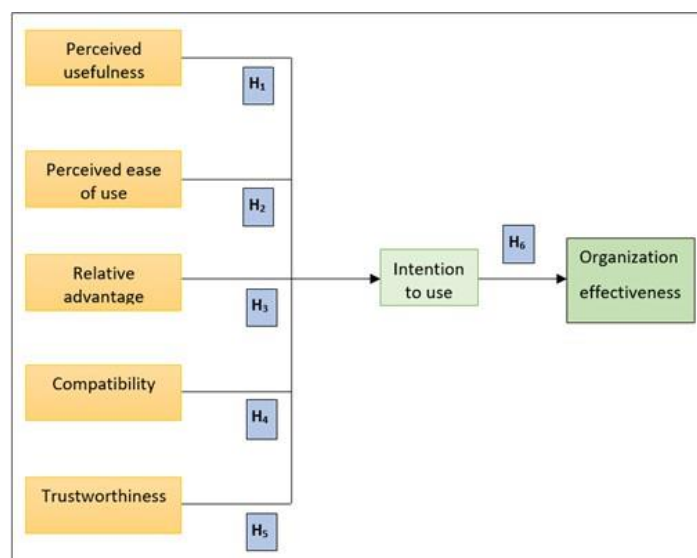 Perceived
usefulness
H₁
Perceived ease
of use
H₂
Relative
advantage
H₃
Compatibility
H₄
Trustworthiness
H₅
Intention
to use
H₆
Organization
effectiveness